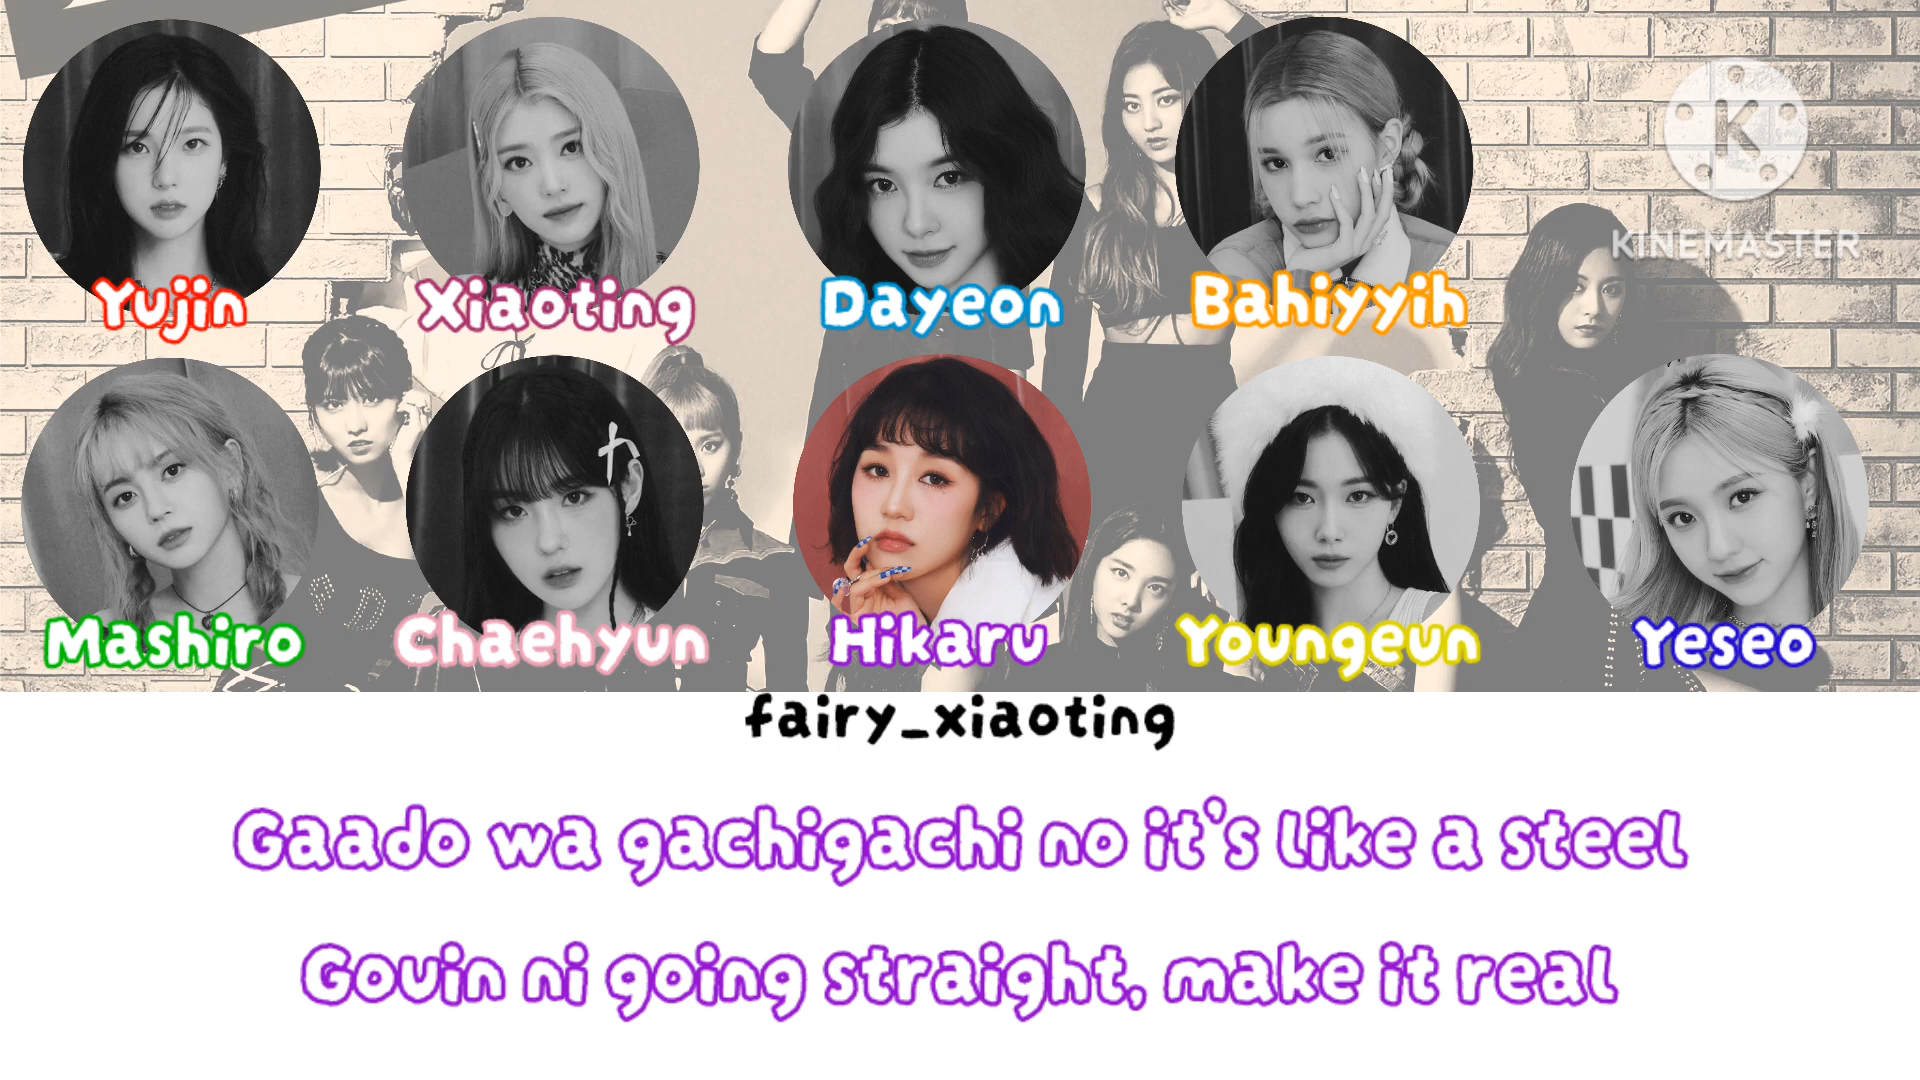 K
KINEMASTER
Yujin
Xiaoting
Dayeon
Bahiyyih
Mashiro
Chaehyun
Hikaru
Youngeun
Yeseo
fairy_xiaoting
Gaado wa gachigachi no it's like a steel
Gouin ni going straight, make it real